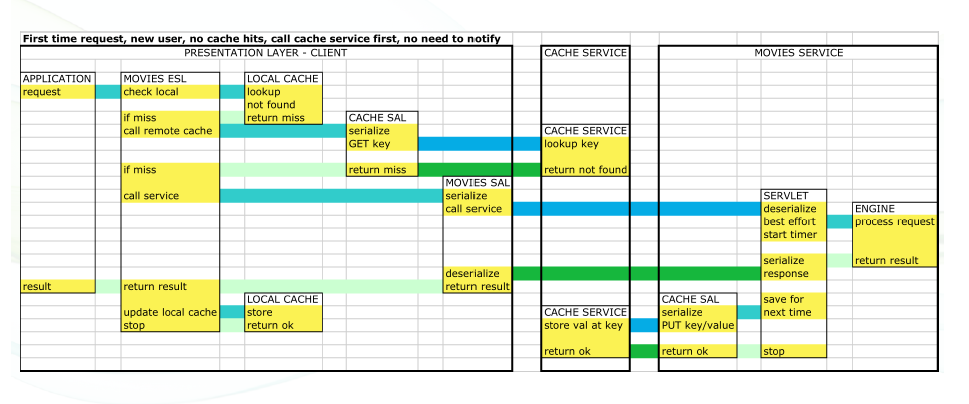 First time request, new user, no cache hits, call cache service first, no need to notify
PRESENTATION LAYER - CLIENT
CACHE SERVICE
MOVIES SERVICE
APPLICATION
MOVIES ESL
LOCAL CACHE
request
check local
lookup
not found
if miss
return miss
CACHE SAL
call remote cache
serialize
CACHE SERVICE
GET key
lookup key
if miss
return miss
return not found
MOVIES SAL
call service
serialize
SERVLET
call service
deserialize
ENGINE
best effort
process request
start timer
serialize
return result
deserialize
response
result
return result
return result
LOCAL CACHE
CACHE SAL
save for
update local cache
store
CACHE SERVICE
serialize
next time
stop
return ok
store val at key
PUT key/value
return ok
return ok
stop